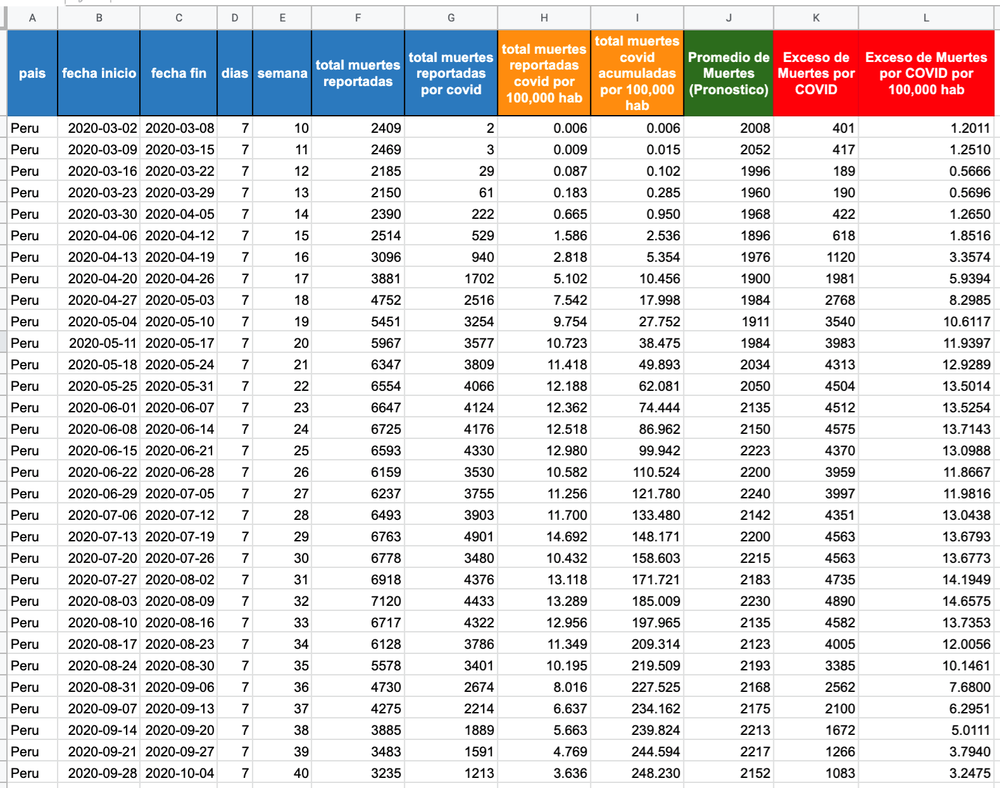 A B C D E F G H I J K L
pais fecha inicio fecha fin dias semana total muertes reportadas total muertes reportadas por covid total muertes reportadas covid por 100,000 hab total muertes covid acumuladas por 100,000 hab Promedio de Muertes (Pronostico) Exceso de Muertes por COVID Exceso de Muertes por COVID por 100,000 hab
Peru 2020-03-02 2020-03-08 7 10 2409 2 0.006 0.006 2008 401 1.2011
Peru 2020-03-09 2020-03-15 7 11 2469 3 0.009 0.015 2052 417 1.2510
Peru 2020-03-16 2020-03-22 7 12 2185 29 0.087 0.102 1996 189 0.5666
Peru 2020-03-23 2020-03-29 7 13 2150 61 0.183 0.285 1960 190 0.5696
Peru 2020-03-30 2020-04-05 7 14 2390 222 0.665 0.950 1968 422 1.2650
Peru 2020-04-06 2020-04-12 7 15 2514 529 1.586 2.536 1896 618 1.8516
Peru 2020-04-13 2020-04-19 7 16 3096 940 2.818 5.354 1976 1120 3.3574
Peru 2020-04-20 2020-04-26 7 17 3881 1702 5.102 10.456 1900 1981 5.9394
Peru 2020-04-27 2020-05-03 7 18 4752 2516 7.542 17.998 1984 2768 8.2985
Peru 2020-05-04 2020-05-10 7 19 5451 3254 9.754 27.752 1911 3540 10.6117
Peru 2020-05-11 2020-05-17 7 20 5967 3577 10.723 38.475 1984 3983 11.9397
Peru 2020-05-18 2020-05-24 7 21 6347 3809 11.418 49.893 2034 4313 12.9289
Peru 2020-05-25 2020-05-31 7 22 6554 4066 12.188 62.081 2050 4504 13.5014
Peru 2020-06-01 2020-06-07 7 23 6647 4124 12.362 74.444 2135 4512 13.5254
Peru 2020-06-08 2020-06-14 7 24 6725 4176 12.518 86.962 2150 4575 13.7143
Peru 2020-06-15 2020-06-21 7 25 6593 4330 12.980 99.942 2223 4370 13.0988
Peru 2020-06-22 2020-06-28 7 26 6159 3530 10.582 110.524 2200 3959 11.8667
Peru 2020-06-29 2020-07-05 7 27 6237 3755 11.256 121.780 2240 3997 11.9816
Peru 2020-07-06 2020-07-12 7 28 6493 3903 11.700 133.480 2142 4351 13.0438
Peru 2020-07-13 2020-07-19 7 29 6763 4901 14.692 148.171 2200 4563 13.6793
Peru 2020-07-20 2020-07-26 7 30 6778 3480 10.432 158.603 2215 4563 13.6773
Peru 2020-07-27 2020-08-02 7 31 6918 4376 13.118 171.721 2183 4735 14.1949
Peru 2020-08-03 2020-08-09 7 32 7120 4433 13.289 185.009 2230 4890 14.6575
Peru 2020-08-10 2020-08-16 7 33 6717 4322 12.956 197.965 2135 4582 13.7353
Peru 2020-08-17 2020-08-23 7 34 6128 3786 11.349 209.314 2123 4005 12.0056
Peru 2020-08-24 2020-08-30 7 35 5578 3401 10.195 219.509 2193 3385 10.1461
Peru 2020-08-31 2020-09-06 7 36 4730 2674 8.016 227.525 2168 2562 7.6800
Peru 2020-09-07 2020-09-13 7 37 4275 2214 6.637 234.162 2175 2100 6.2951
Peru 2020-09-14 2020-09-20 7 38 3885 1889 5.663 239.824 2213 1672 5.0111
Peru 2020-09-21 2020-09-27 7 39 3483 1591 4.769 244.594 2217 1266 3.7940
Peru 2020-09-28 2020-10-04 7 40 3235 1213 3.636 248.230 2152 1083 3.2475